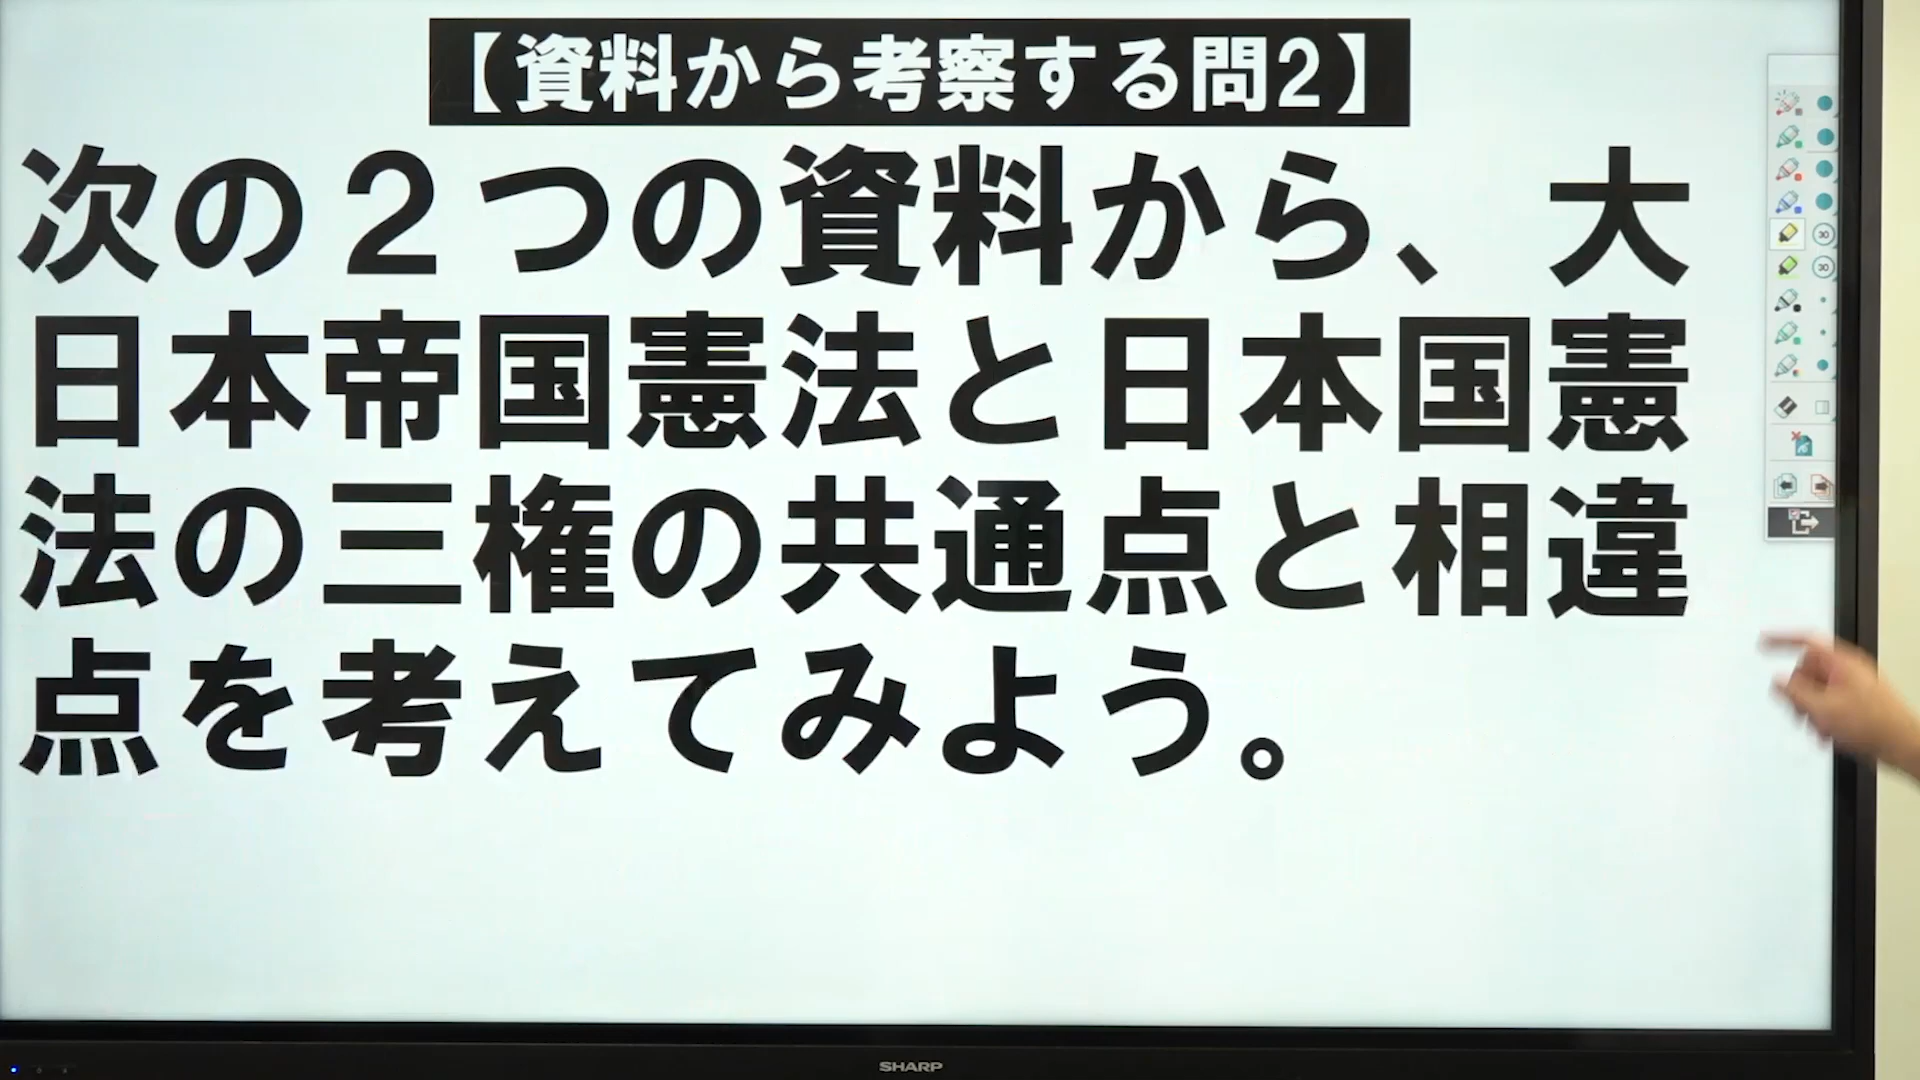 【資料から考察する問2】
次の２つの資料から、大
日本帝国憲法と日本国憲
法の三権の共通点と相違
点を考えてみよう。
30
30
SHARP